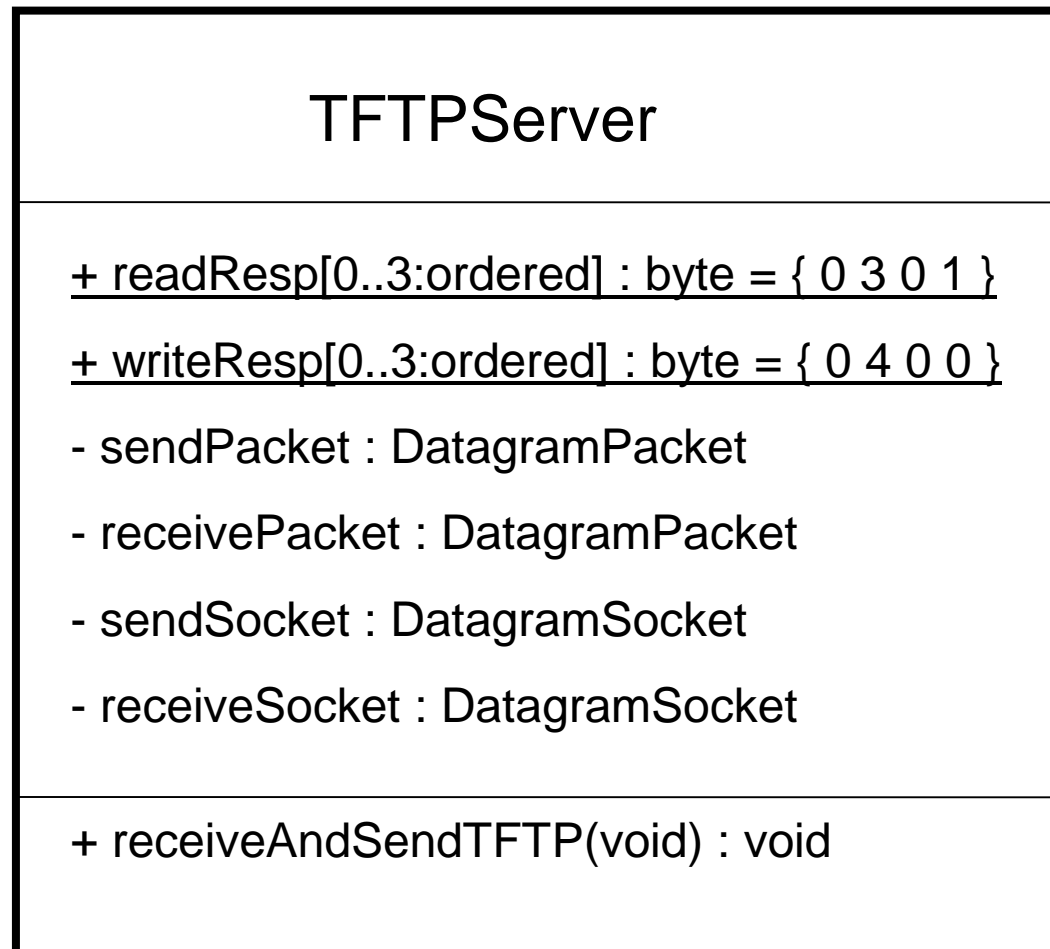 TFTPServer
+ readResp[0..3:ordered] : byte = { 0 3 0 1 }
+ writeResp[0..3:ordered] : byte = { 0 4 0 0 }
- sendPacket : DatagramPacket
- receivePacket : DatagramPacket
- sendSocket : DatagramSocket
- receiveSocket : DatagramSocket
+ receiveAndSendTFTP(void) : void